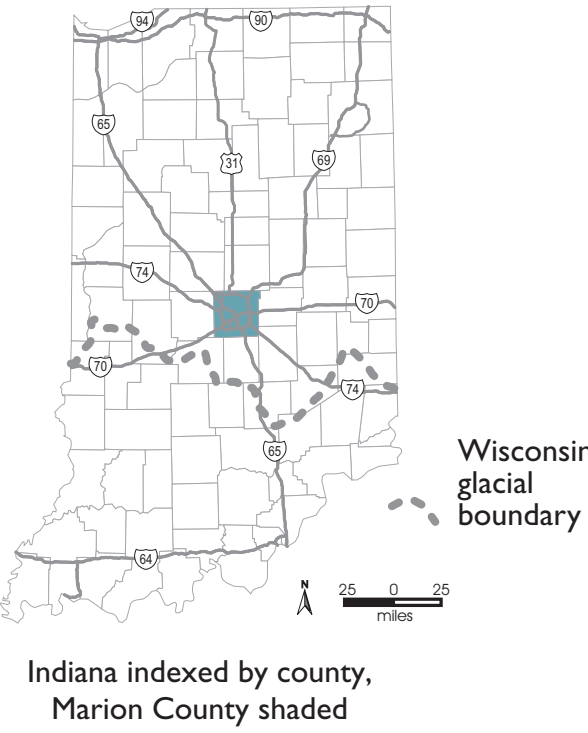 94
90
65
31
69
74
70
70
74
65
Wisconsin
glacial
boundary
64
N
25 0 25
miles
Indiana indexed by county,
Marion County shaded